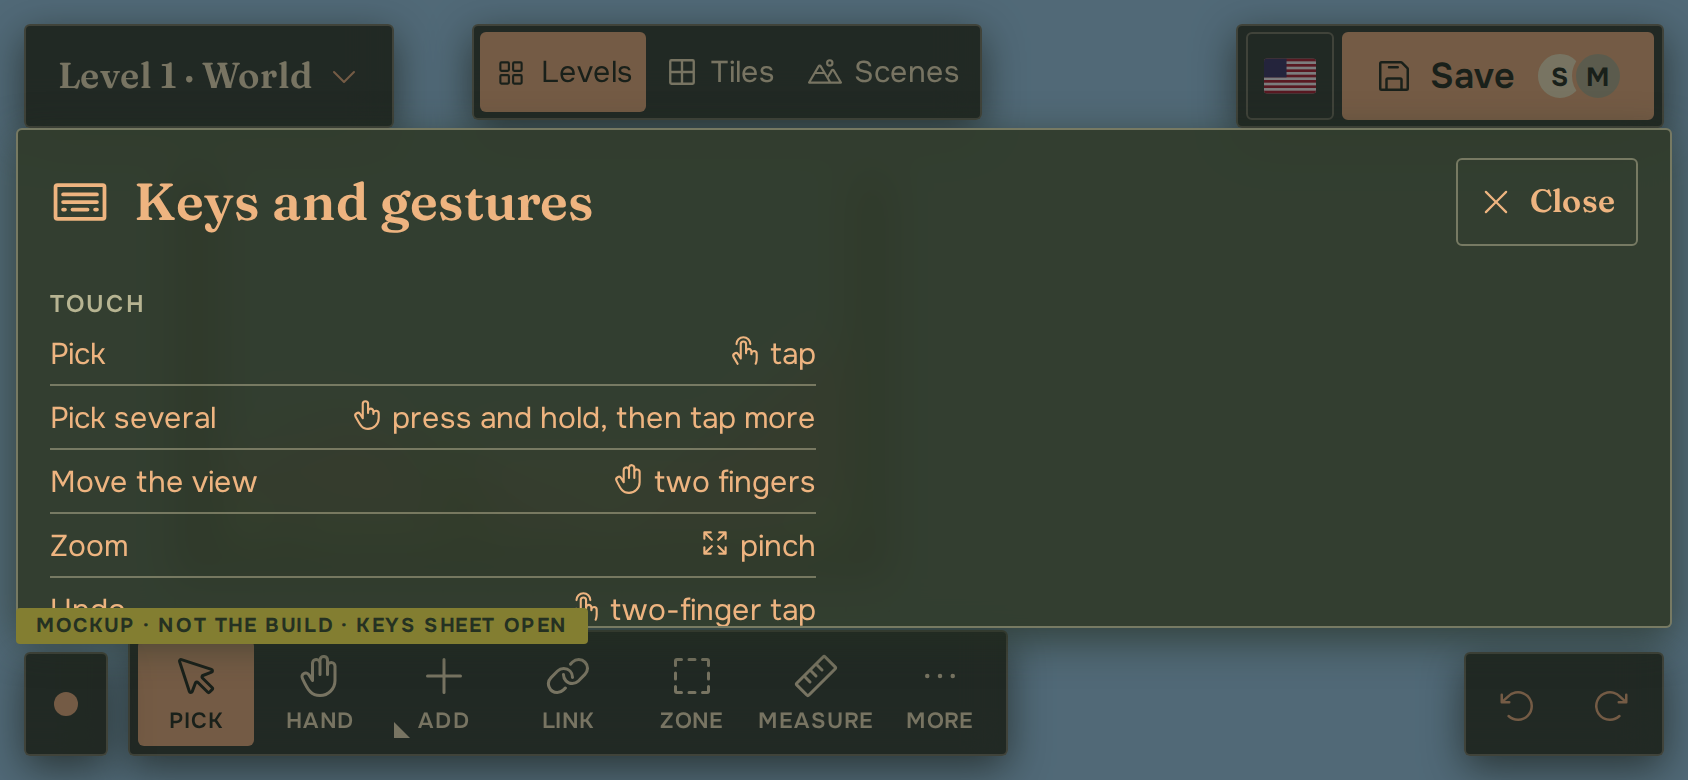 Level 1 · World
Levels
Tiles
Scenes
Save
S
M
Keys and gestures
Close
TOUCH
Pick
tap
Pick several
press and hold, then tap more
Move the view
two fingers
Zoom
pinch
Undo
two-finger tap
MOCKUP · NOT THE BUILD · KEYS SHEET OPEN
PICK
HAND
ADD
LINK
ZONE
MEASURE
MORE